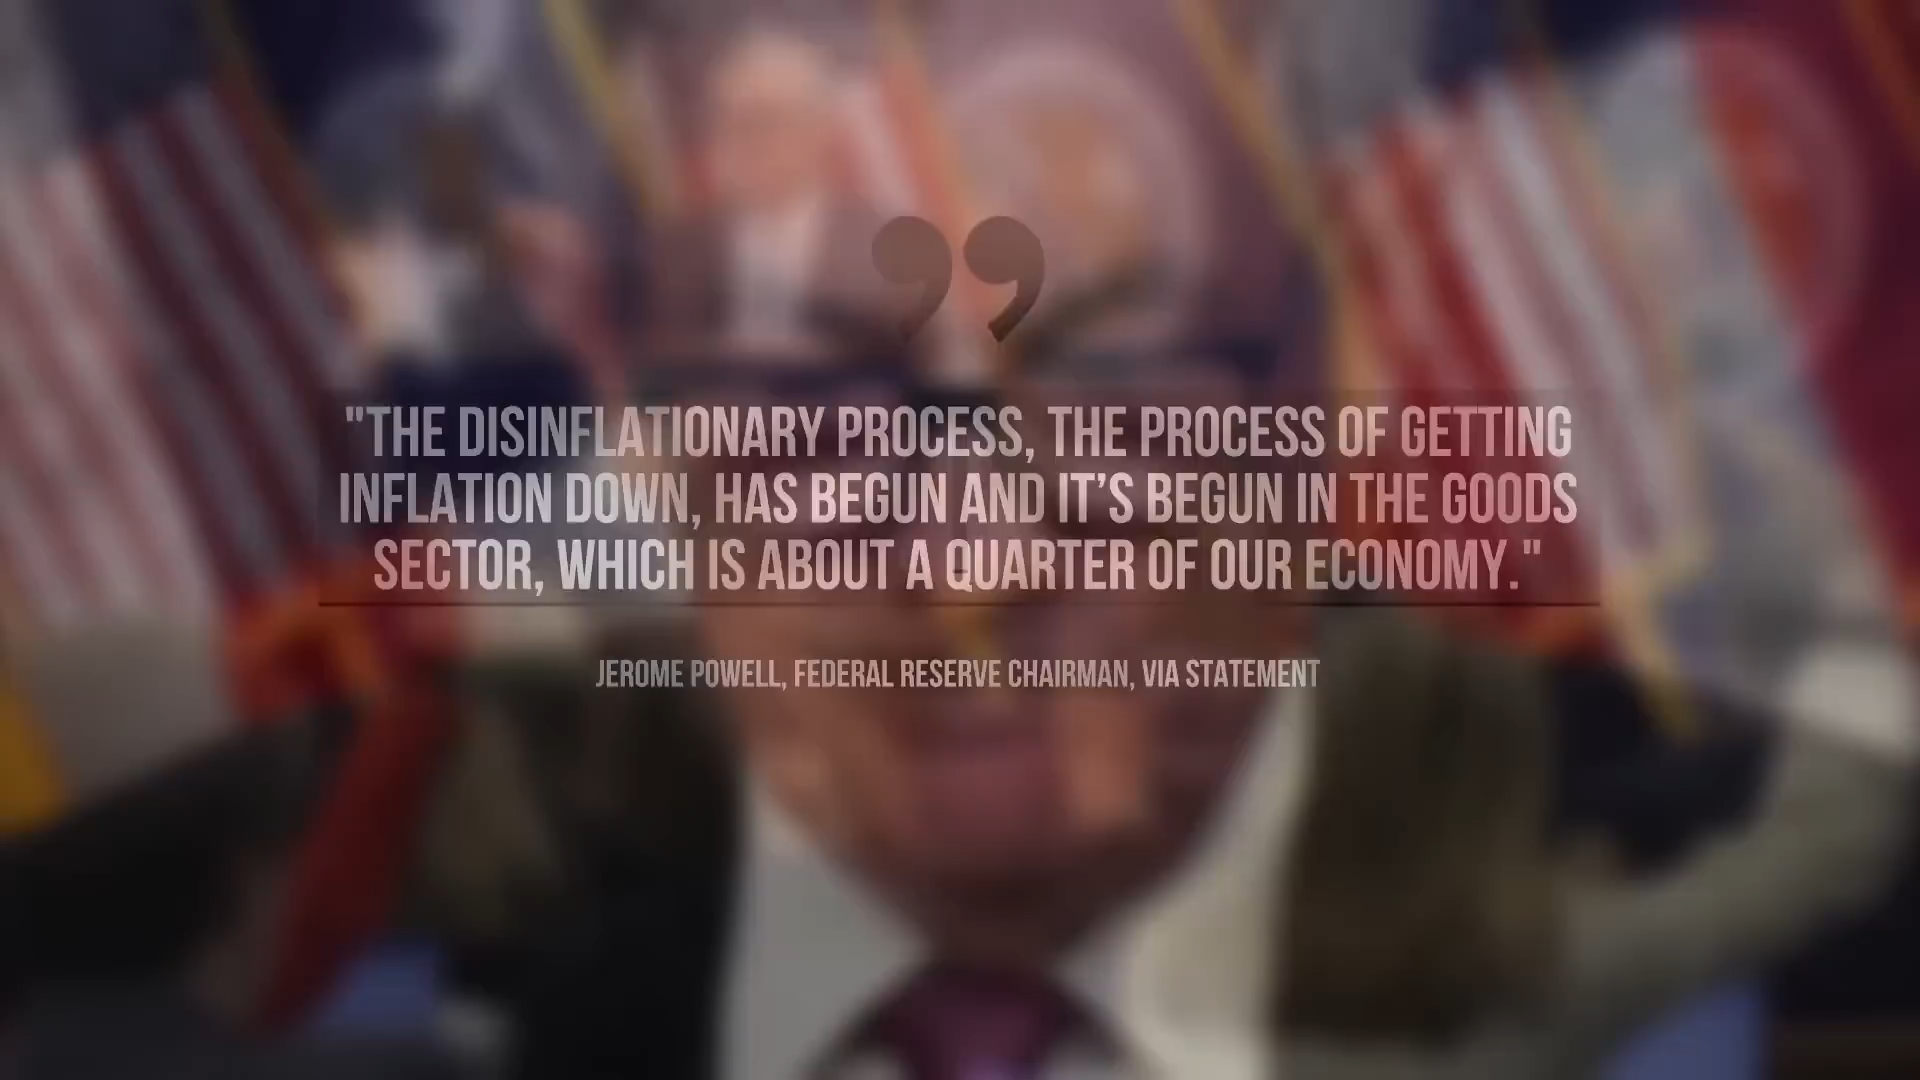 "THE DISINFLATIONARY PROCESS, THE PROCESS OF GETTING
INFLATION DOWN, HAS BEGUN AND IT’S BEGUN IN THE GOODS
SECTOR, WHICH IS ABOUT A QUARTER OF OUR ECONOMY."
JEROME POWELL, FEDERAL RESERVE CHAIRMAN, VIA STATEMENT